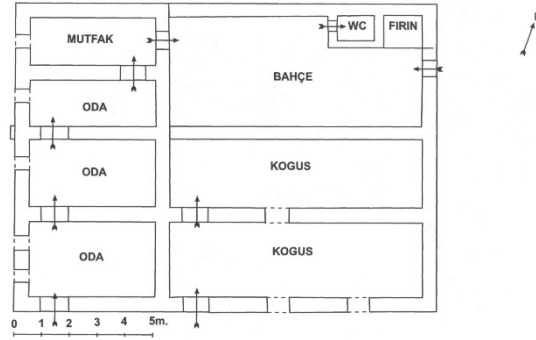 WC FIRIN
MUTFAK
BAHÇE
ODA
ODA
KOGUS
ODA
KOGUS
0 1 2 3 4 5m.